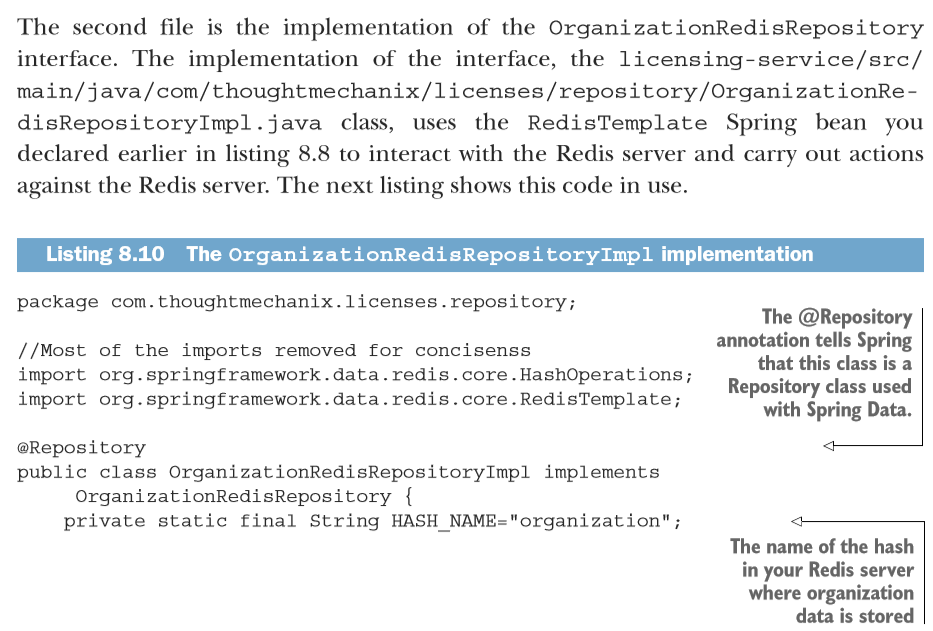 The second file is the implementation of the OrganizationRedisRepository
interface. The implementation of the interface, the licensing-service/src/
main/java/com/thoughtmechanix/licenses/repository/OrganizationRe-
disRepositoryImpl.java class, uses the RedisTemplate Spring bean you
declared earlier in listing 8.8 to interact with the Redis server and carry out actions
against the Redis server. The next listing shows this code in use.
Listing 8.10 The OrganizationRedisRepositoryImpl implementation
package com.thoughtmechanix.licenses.repository;
//Most of the imports removed for concisenss
import org.springframework.data.redis.core.HashOperations;
import org.springframework.data.redis.core.RedisTemplate;
The @Repository
annotation tells Spring
that this class is a
Repository class used
with Spring Data.
@Repository
public class OrganizationRedisRepositoryImpl implements
OrganizationRedisRepository {
private static final String HASH_NAME="organization";
The name of the hash
in your Redis server
where organization
data is stored